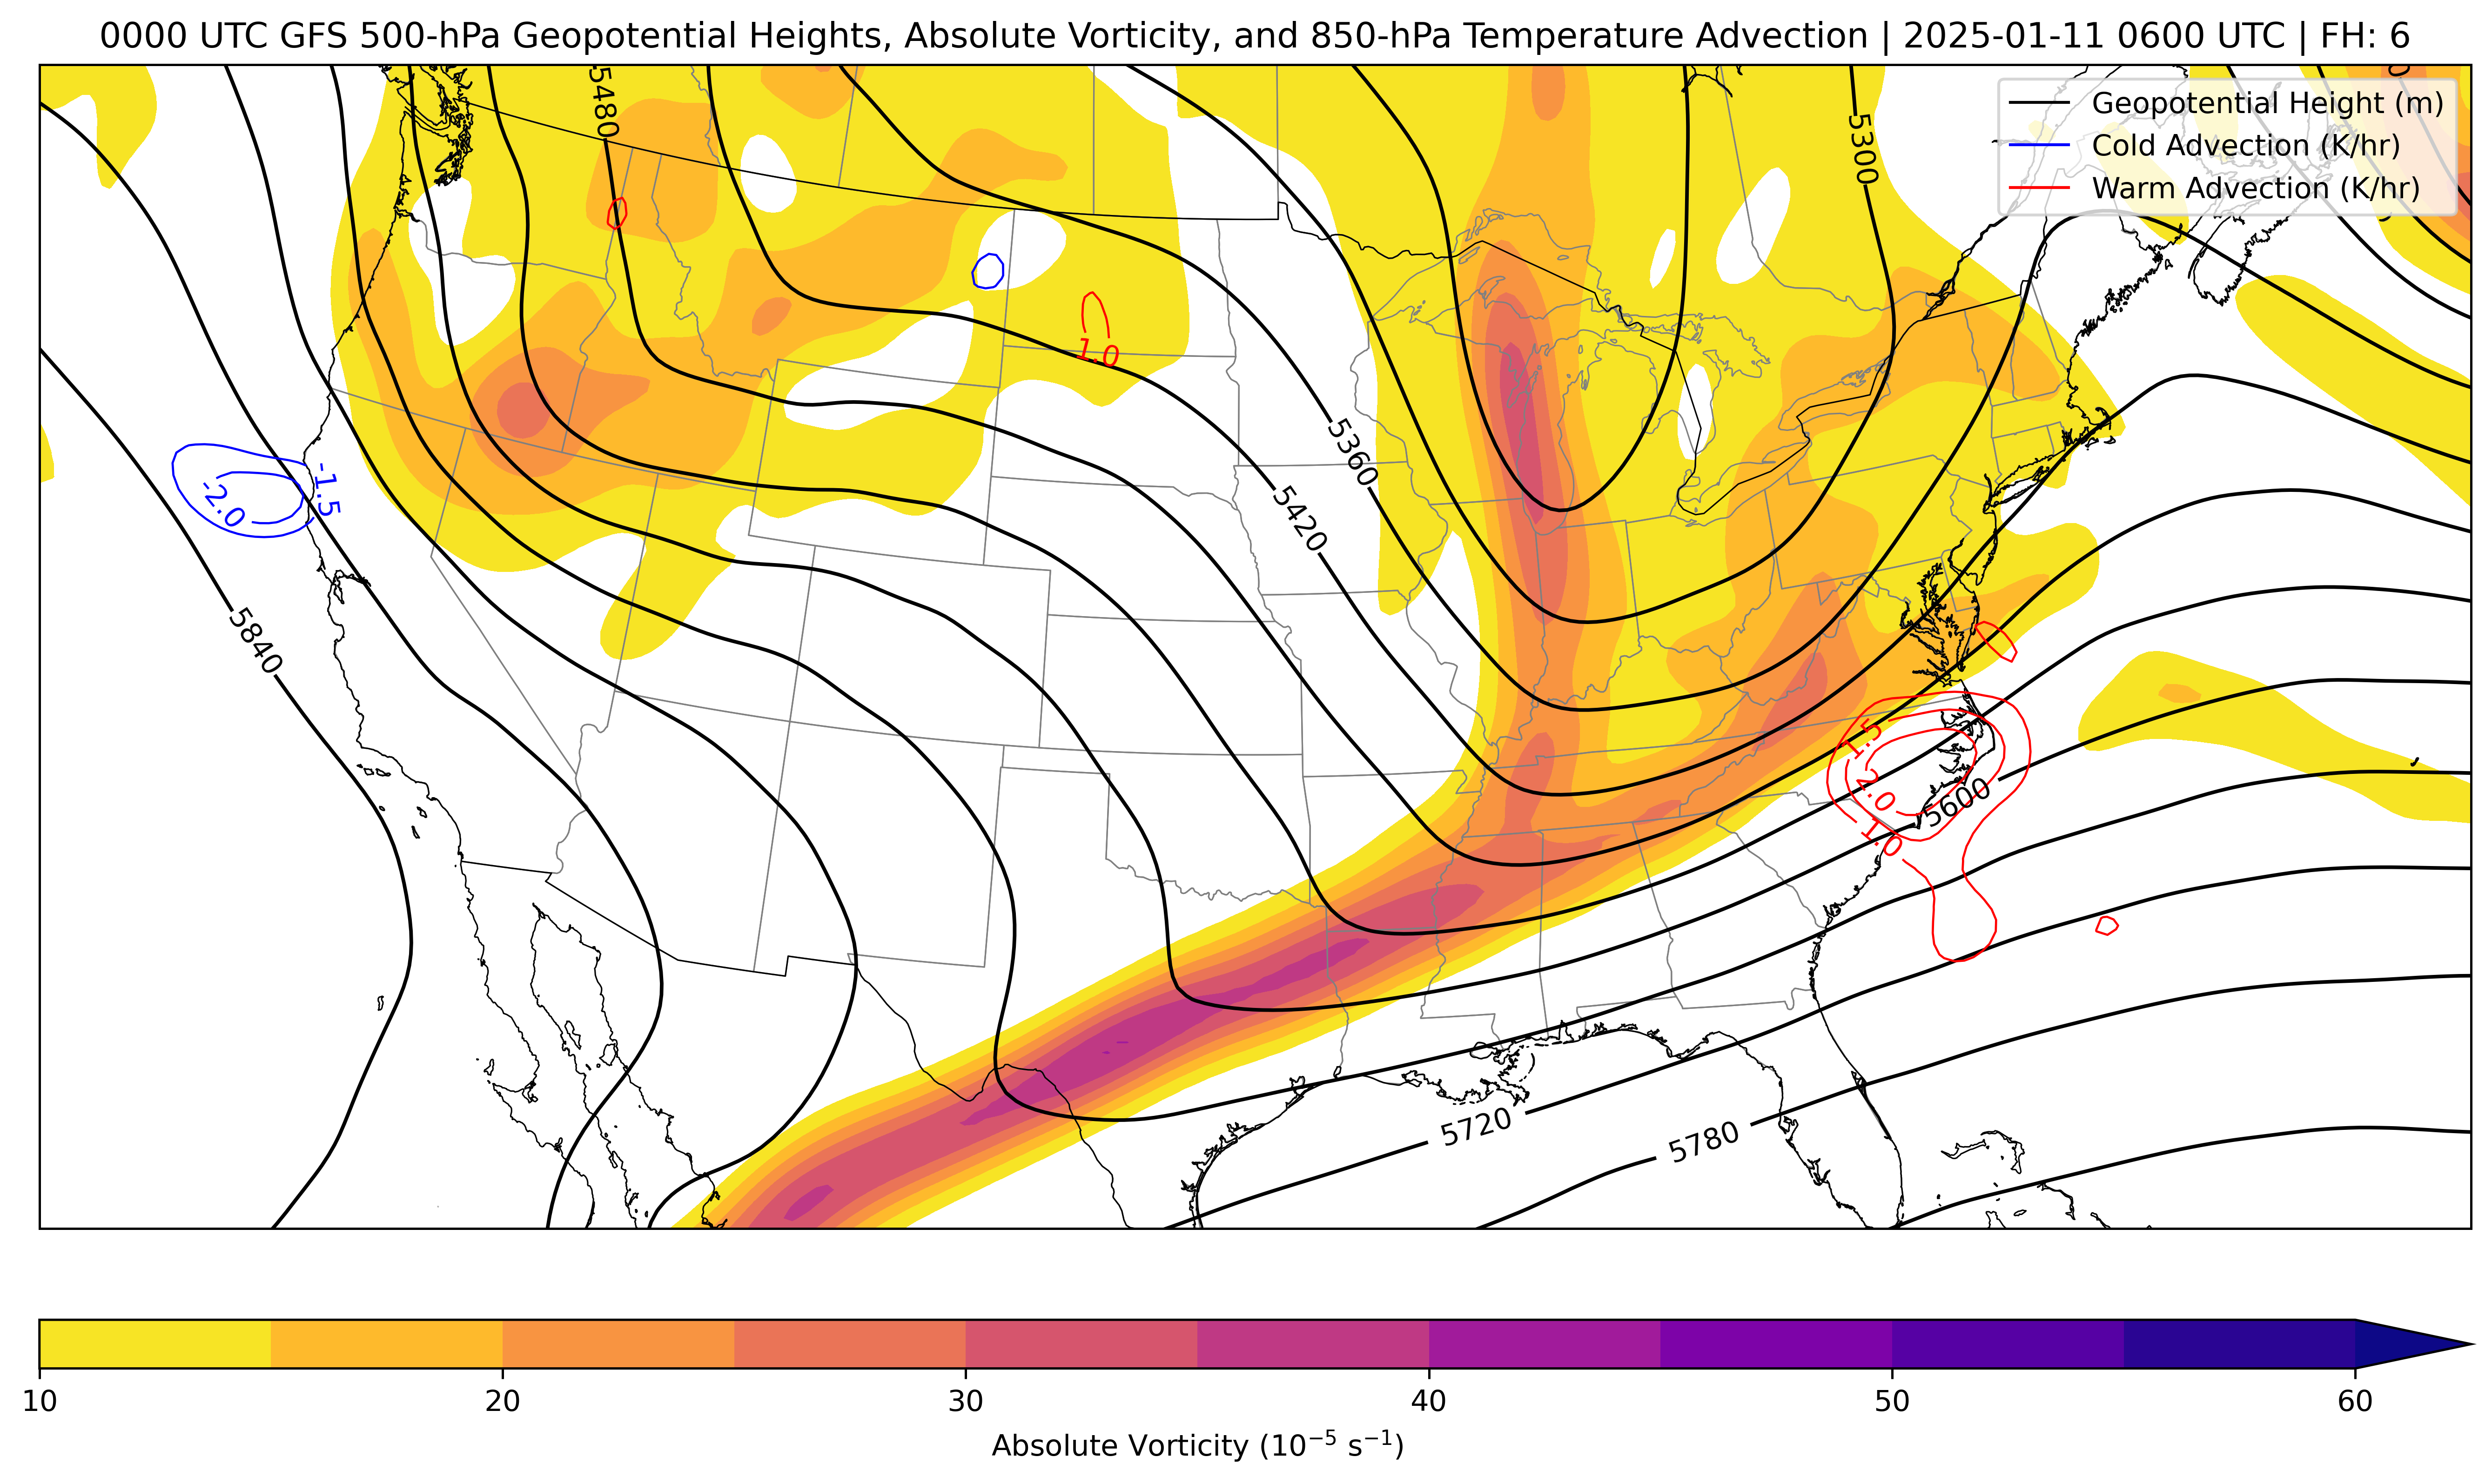 0000 UTC GFS 500-hPa Geopotential Heights, Absolute Vorticity, and 850-hPa Temperature Advection | 2025-01-11 0600 UTC | FH: 6
Geopotential Height (m)
Cold Advection (K/hr)
Warm Advection (K/hr)
5480
5300
1.0
5360
5420
-1.5
-2.0
5840
1.5
2.0
1.0
5600
5720
5780
10 20 30 40 50 60
Absolute Vorticity (10⁻⁵ s⁻¹)